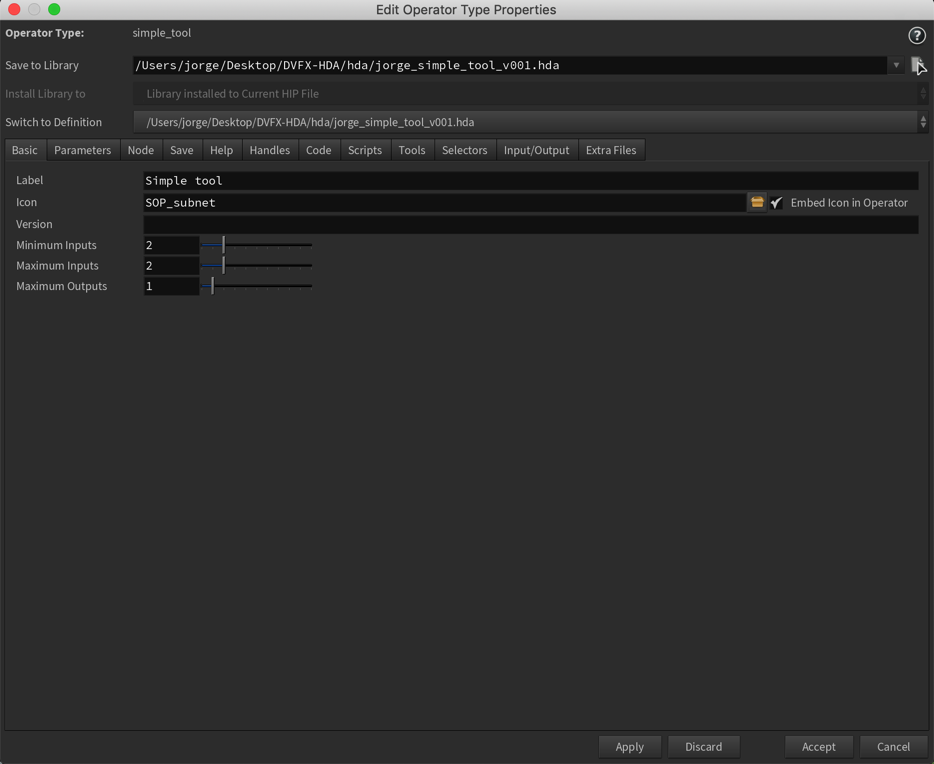 Edit Operator Type Properties
Operator Type: simple_tool ?
Save to Library /Users/jorge/Desktop/DVFX-HDA/hda/jorge_simple_tool_v001.hda
Install Library to Library installed to Current HIP File
Switch to Definition /Users/jorge/Desktop/DVFX-HDA/hda/jorge_simple_tool_v001.hda
Basic Parameters Node Save Help Handles Code Scripts Tools Selectors Input/Output Extra Files
Label Simple tool
Icon SOP_subnet Embed Icon in Operator
Version
Minimum Inputs 2
Maximum Inputs 2
Maximum Outputs 1
Apply Discard Accept Cancel